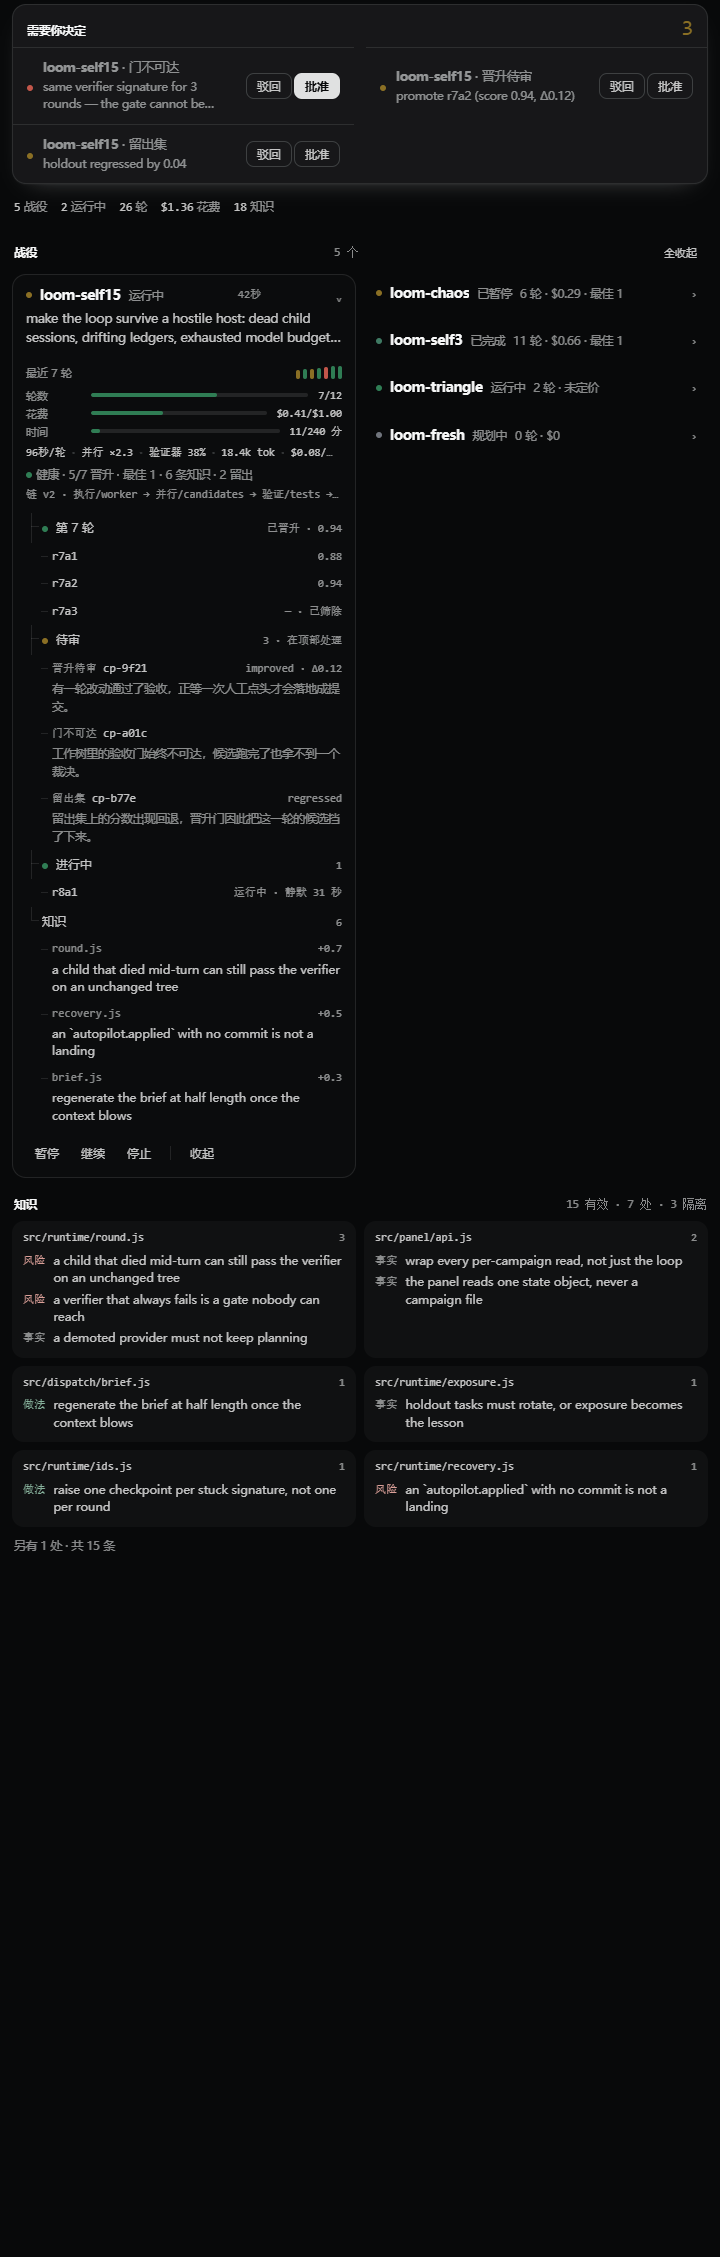 需要你决定
3
loom-self15 · 门不可达
same verifier signature for 3
rounds — the gate cannot be...
驳回
批准
loom-self15 · 晋升待审
promote r7a2 (score 0.94, Δ0.12)
驳回
批准
loom-self15 · 留出集
holdout regressed by 0.04
驳回
批准
5 战役 2 运行中 26 轮 $1.36 花费 18 知识
战役
5 个
全收起
loom-self15 运行中 42秒
make the loop survive a hostile host: dead child
sessions, drifting ledgers, exhausted model budget...
最近 7 轮
轮数 7/12
花费 $0.41/$1.00
时间 11/240 分
96秒/轮 · 并行 ×2.3 · 验证器 38% · 18.4k tok · $0.08/…
健康 · 5/7 晋升 · 最佳 1 · 6 条知识 · 2 留出
链 v2 · 执行/worker → 并行/candidates → 验证/tests →…
第 7 轮 已晋升 · 0.94
r7a1 0.88
r7a2 0.94
r7a3 — · 已筛除
待审 3 · 在顶部处理
晋升待审 cp-9f21 improved · Δ0.12
有一轮改动通过了验收，正等一次人工点头才会落地成提
交。
门不可达 cp-a01c
工作树里的验收门始终不可达，候选跑完了也拿不到一个
裁决。
留出集 cp-b77e regressed
留出集上的分数出现回退，晋升门因此把这一轮的候选挡
了下来。
进行中 1
r8a1 运行中 · 静默 31 秒
知识 6
round.js +0.7
a child that died mid-turn can still pass the verifier
on an unchanged tree
recovery.js +0.5
an `autopilot.applied` with no commit is not a
landing
brief.js +0.3
regenerate the brief at half length once the
context blows
暂停 继续 停止 收起
loom-chaos 已暂停 6 轮 · $0.29 · 最佳 1
loom-self3 已完成 11 轮 · $0.66 · 最佳 1
loom-triangle 运行中 2 轮 · 未定价
loom-fresh 规划中 0 轮 · $0
知识
15 有效 · 7 处 · 3 隔离
src/runtime/round.js 3
风险 a child that died mid-turn can still pass the verifier
on an unchanged tree
风险 a verifier that always fails is a gate nobody can
reach
事实 a demoted provider must not keep planning
src/panel/api.js 2
事实 wrap every per-campaign read, not just the loop
事实 the panel reads one state object, never a
campaign file
src/dispatch/brief.js 1
做法 regenerate the brief at half length once the
context blows
src/runtime/exposure.js 1
事实 holdout tasks must rotate, or exposure becomes
the lesson
src/runtime/ids.js 1
做法 raise one checkpoint per stuck signature, not one
per round
src/runtime/recovery.js 1
风险 an `autopilot.applied` with no commit is not a
landing
另有 1 处 · 共 15 条